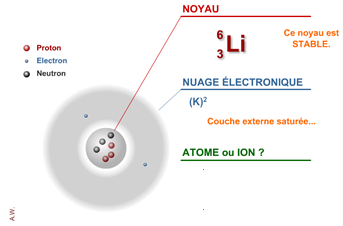 NOYAU
6
3 Li
Ce noyau est
STABLE.
Proton
Electron
Neutron
NUAGE ÉLECTRONIQUE
(K)²
Couche externe saturée...
ATOME ou ION ?
A.W.